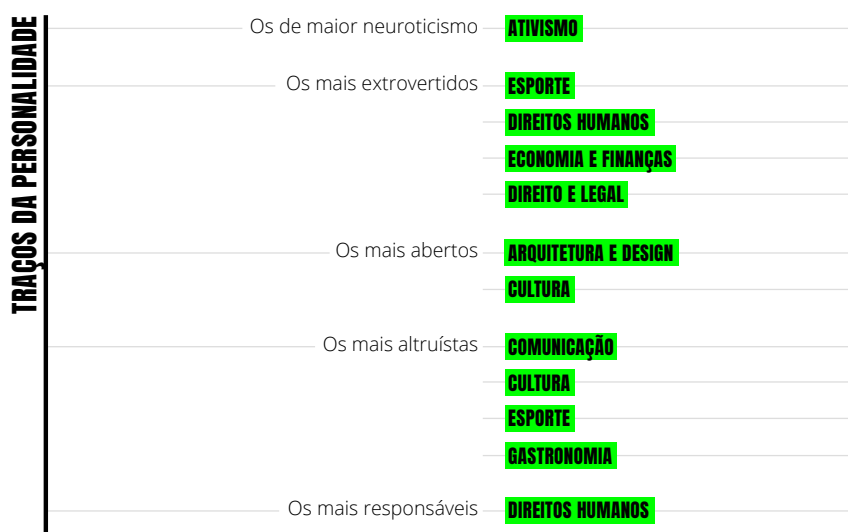 TRAÇOS DA PERSONALIDADE
Os de maior neuroticismo ATIVISMO
Os mais extrovertidos ESPORTE
DIREITOS HUMANOS
ECONOMIA E FINANÇAS
DIREITO E LEGAL
Os mais abertos ARQUITETURA E DESIGN
CULTURA
Os mais altruístas COMUNICAÇÃO
CULTURA
ESPORTE
GASTRONOMIA
Os mais responsáveis DIREITOS HUMANOS